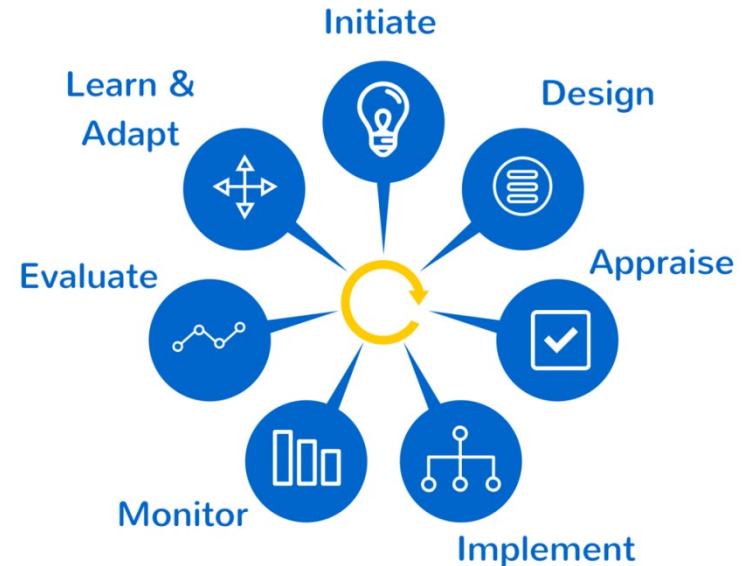 Initiate
Design
Appraise
Implement
Monitor
Evaluate
Learn &
Adapt